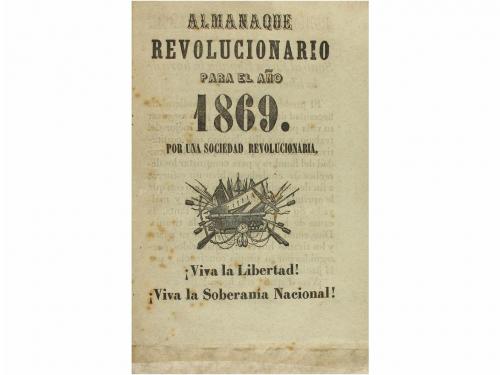 ALMANAQUE
REVOLUCIONARIO
PARA EL AÑO
1869.
POR UNA SOCIEDAD REVOLUCIONARIA.
¡Viva la Libertad!
¡Viva la Soberanía Nacional!